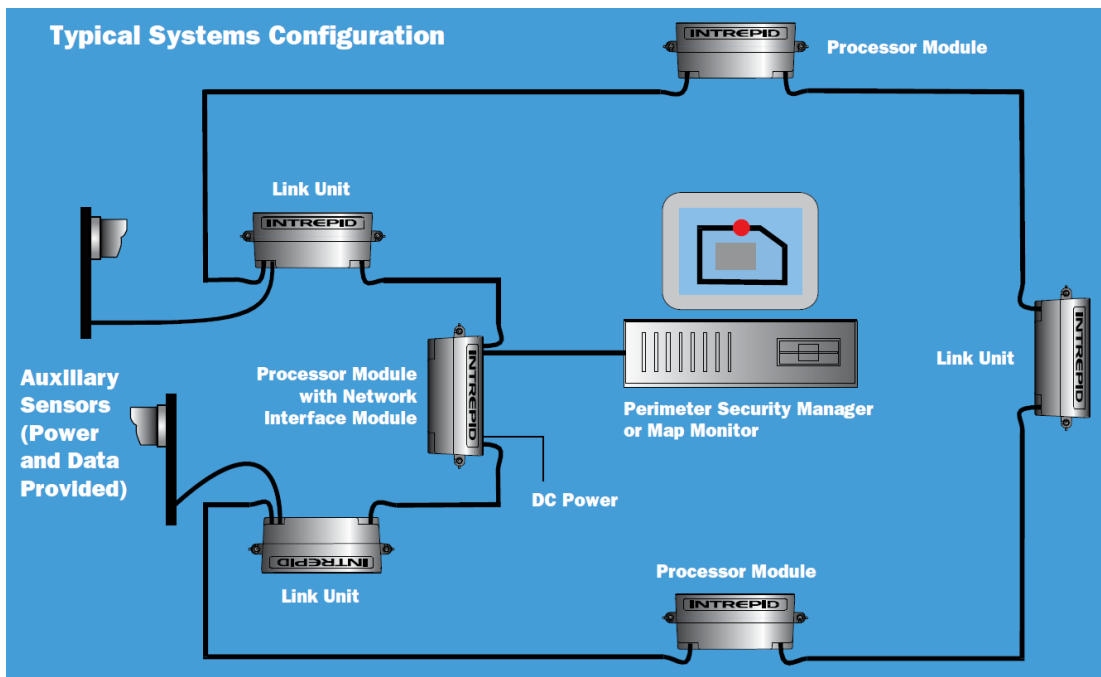 Typical Systems Configuration
INTREPID
Processor Module
Link Unit
INTREPID
INTREPID
Link Unit
Auxiliary
Sensors
(Power
and Data
Provided)
Processor Module
with Network
Interface Module
INTREPID
Perimeter Security Manager
or Map Monitor
DC Power
INTREPID
Link Unit
Processor Module
INTREPID